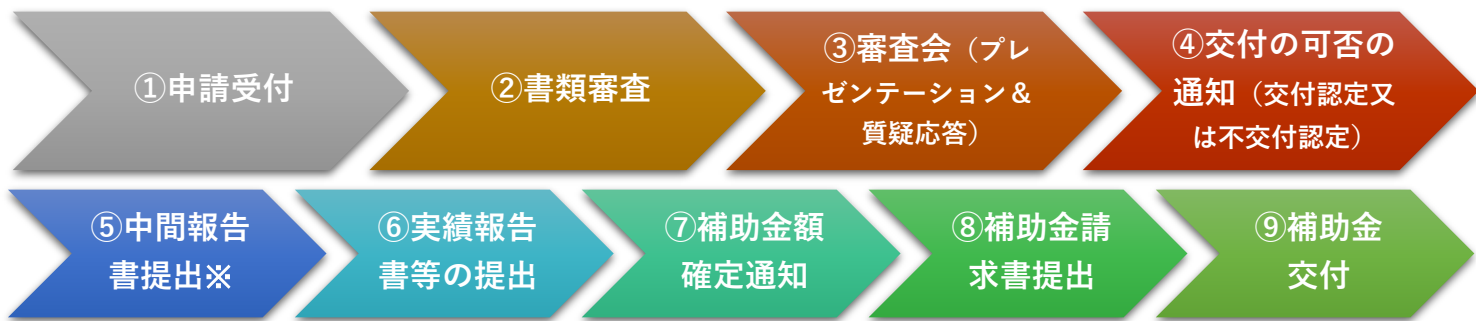 ①申請受付
②書類審査
③審査会（プレ
ゼンテーション＆
質疑応答）
④交付の可否の
通知（交付認定又
は不交付認定）
⑤中間報告
書提出※
⑥実績報告
書等の提出
⑦補助金額
確定通知
⑧補助金請
求書提出
⑨補助金
交付